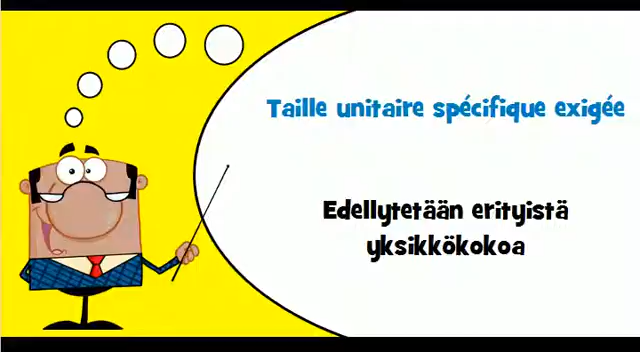 Taille unitaire spécifique exigée
Edellytetään erityistä
yksikkökokoa